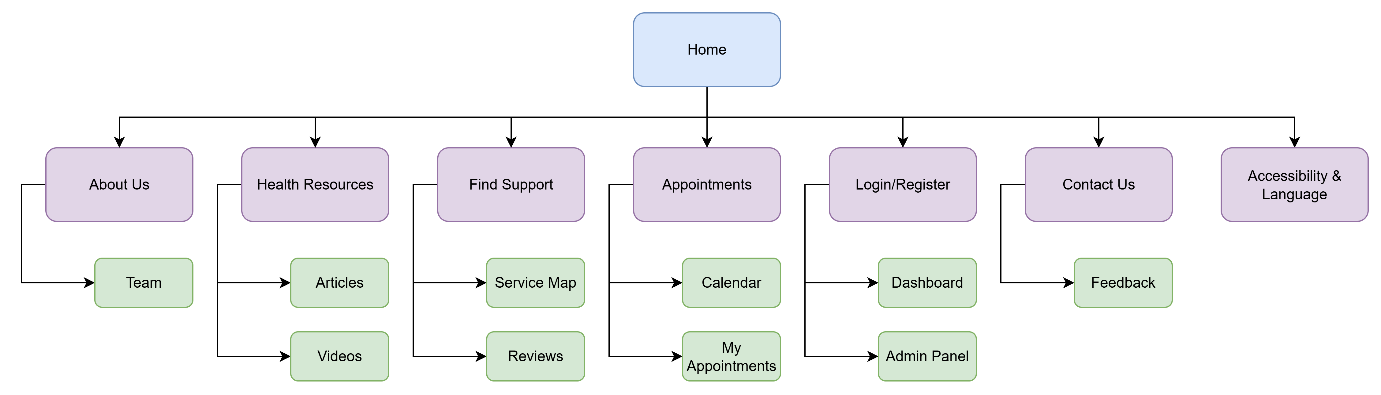 Home
About Us
Health Resources
Find Support
Appointments
Login/Register
Contact Us
Accessibility &
Language
Team
Articles
Service Map
Calendar
Dashboard
Feedback
Videos
Reviews
My
Appointments
Admin Panel